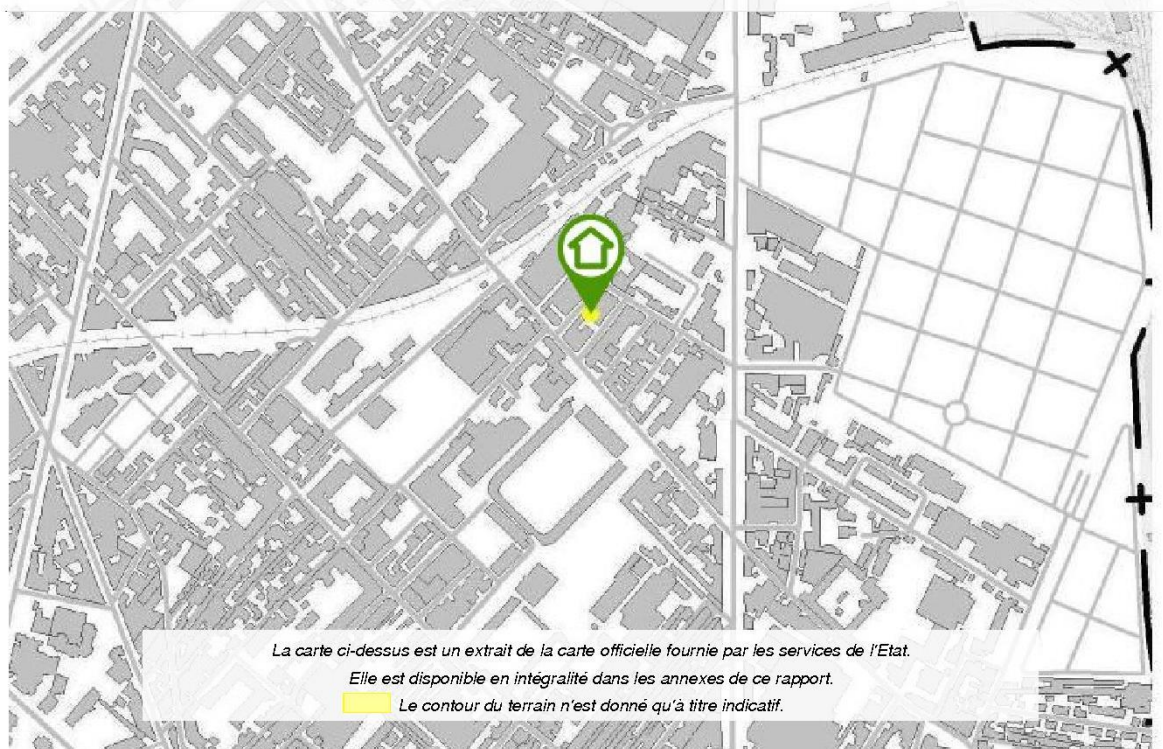 La carte ci-dessus est un extrait de la carte officielle fournie par les services de l'Etat.
Elle est disponible en intégralité dans les annexes de ce rapport.
Le contour du terrain n'est donné qu'à titre indicatif.